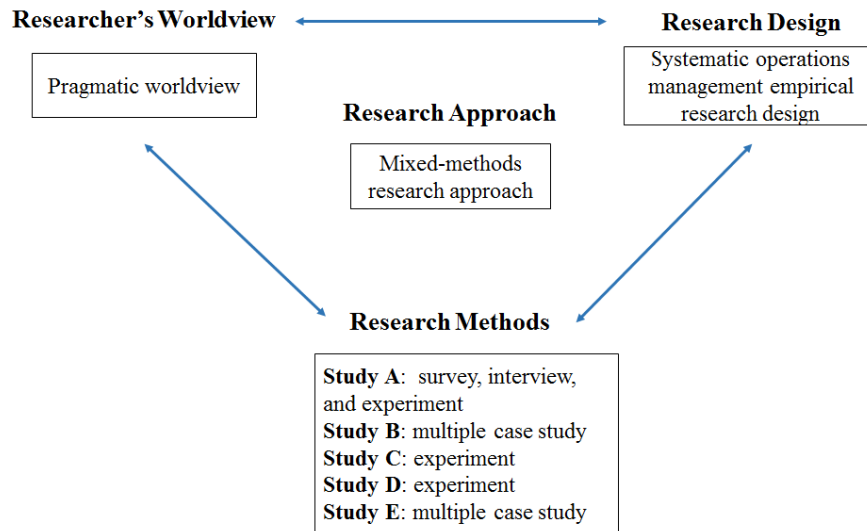 Researcher's Worldview
Pragmatic worldview
Research Design
Systematic operations
management empirical
research design
Research Approach
Mixed-methods
research approach
Research Methods
Study A:  survey, interview,
and experiment
Study B: multiple case study
Study C: experiment
Study D: experiment
Study E: multiple case study